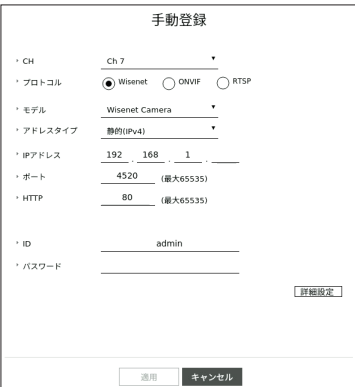 手動登録
CH Ch 7
プロトコル Wisenet ONVIF RTSP
モデル Wisenet Camera
アドレスタイプ 静的(IPv4)
IPアドレス 192 . 168 . 1 .
ポート 4520 (最大65535)
HTTP 80 (最大65535)
ID admin
パスワード
詳細設定
適用 キャンセル